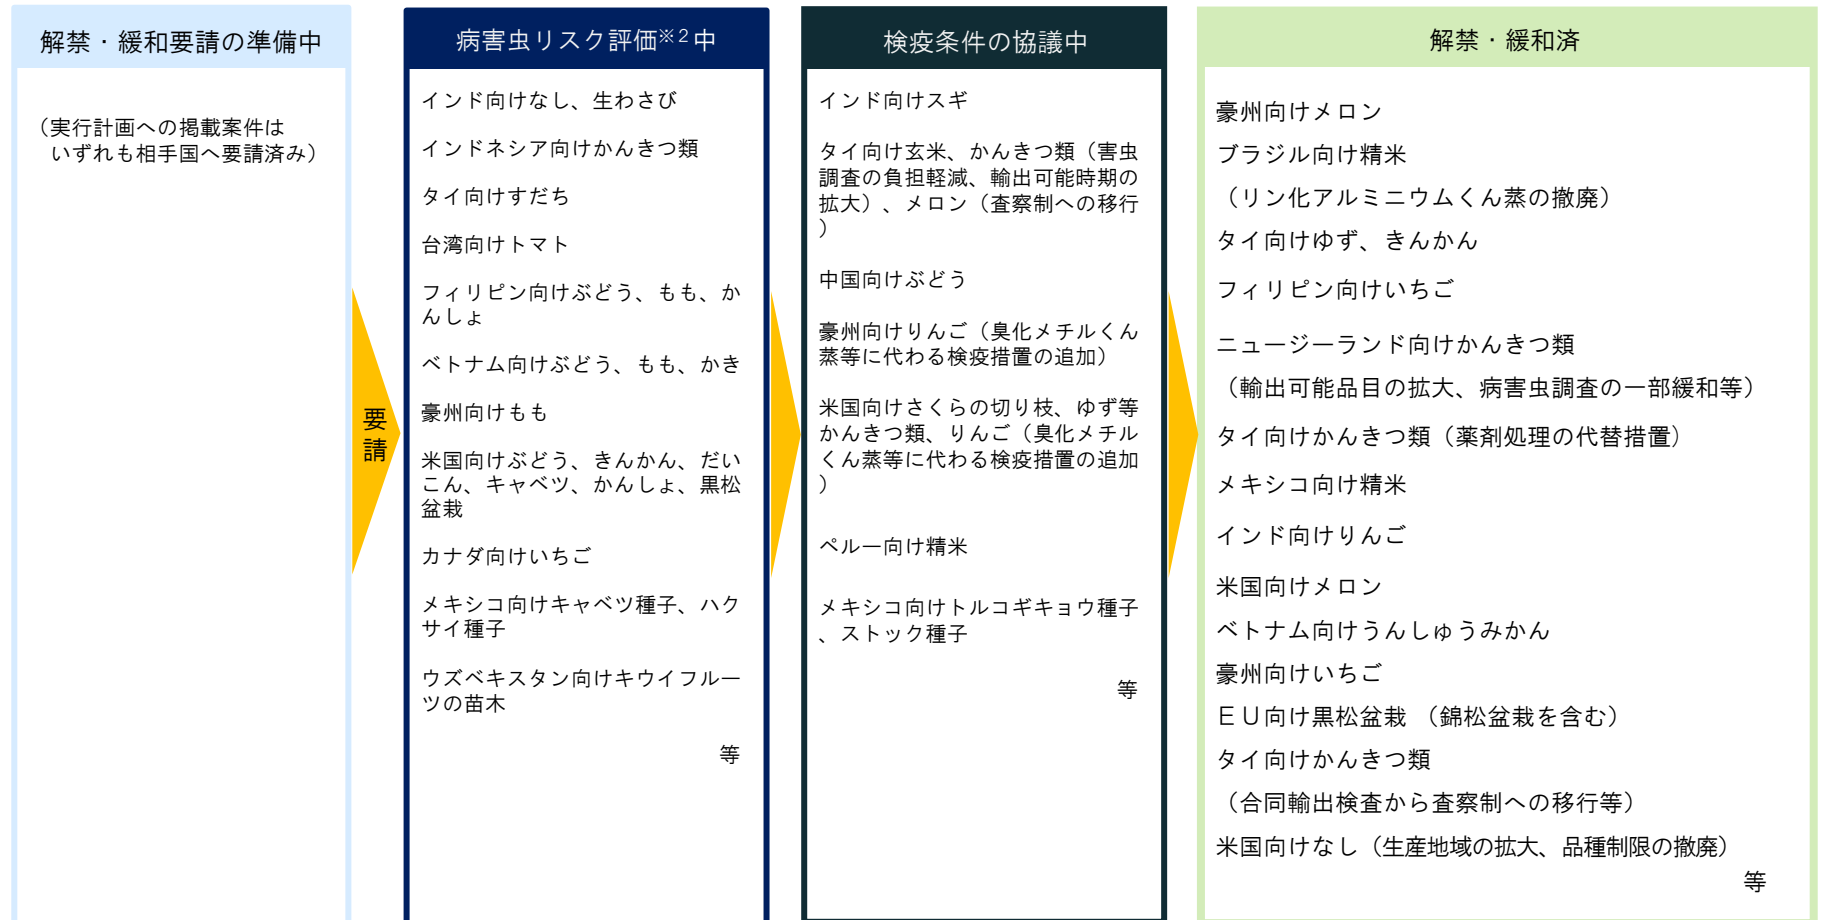 解禁・緩和要請の準備中
（実行計画への掲載案件は
いずれも相手国へ要請済み）
要請
病害虫リスク評価※2中
インド向けなし、生わさび
インドネシア向けかんきつ類
タイ向けすだち
台湾向けトマト
フィリピン向けぶどう、もも、か
んしょ
ベトナム向けぶどう、もも、かき
豪州向けもも
米国向けぶどう、きんかん、だい
こん、キャベツ、かんしょ、黒松
盆栽
カナダ向けいちご
メキシコ向けキャベツ種子、ハク
サイ種子
ウズベキスタン向けキウイフルー
ツの苗木
等
検疫条件の協議中
インド向けスギ
タイ向け玄米、かんきつ類（害虫
調査の負担軽減、輸出可能時期の
拡大）、メロン（査察制への移行
）
中国向けぶどう
豪州向けりんご（臭化メチルくん
蒸等に代わる検疫措置の追加）
米国向けさくらの切り枝、ゆず等
かんきつ類、りんご（臭化メチル
くん蒸等に代わる検疫措置の追加
）
ペルー向け精米
メキシコ向けトルコギキョウ種子
、ストック種子
等
解禁・緩和済
豪州向けメロン
ブラジル向け精米
（リン化アルミニウムくん蒸の撤廃）
タイ向けゆず、きんかん
フィリピン向けいちご
ニュージーランド向けかんきつ類
（輸出可能品目の拡大、病害虫調査の一部緩和等）
タイ向けかんきつ類（薬剤処理の代替措置）
メキシコ向け精米
インド向けりんご
米国向けメロン
ベトナム向けうんしゅうみかん
豪州向けいちご
ＥＵ向け黒松盆栽 （錦松盆栽を含む）
タイ向けかんきつ類
（合同輸出検査から査察制への移行等）
米国向けなし（生産地域の拡大、品種制限の撤廃）
等